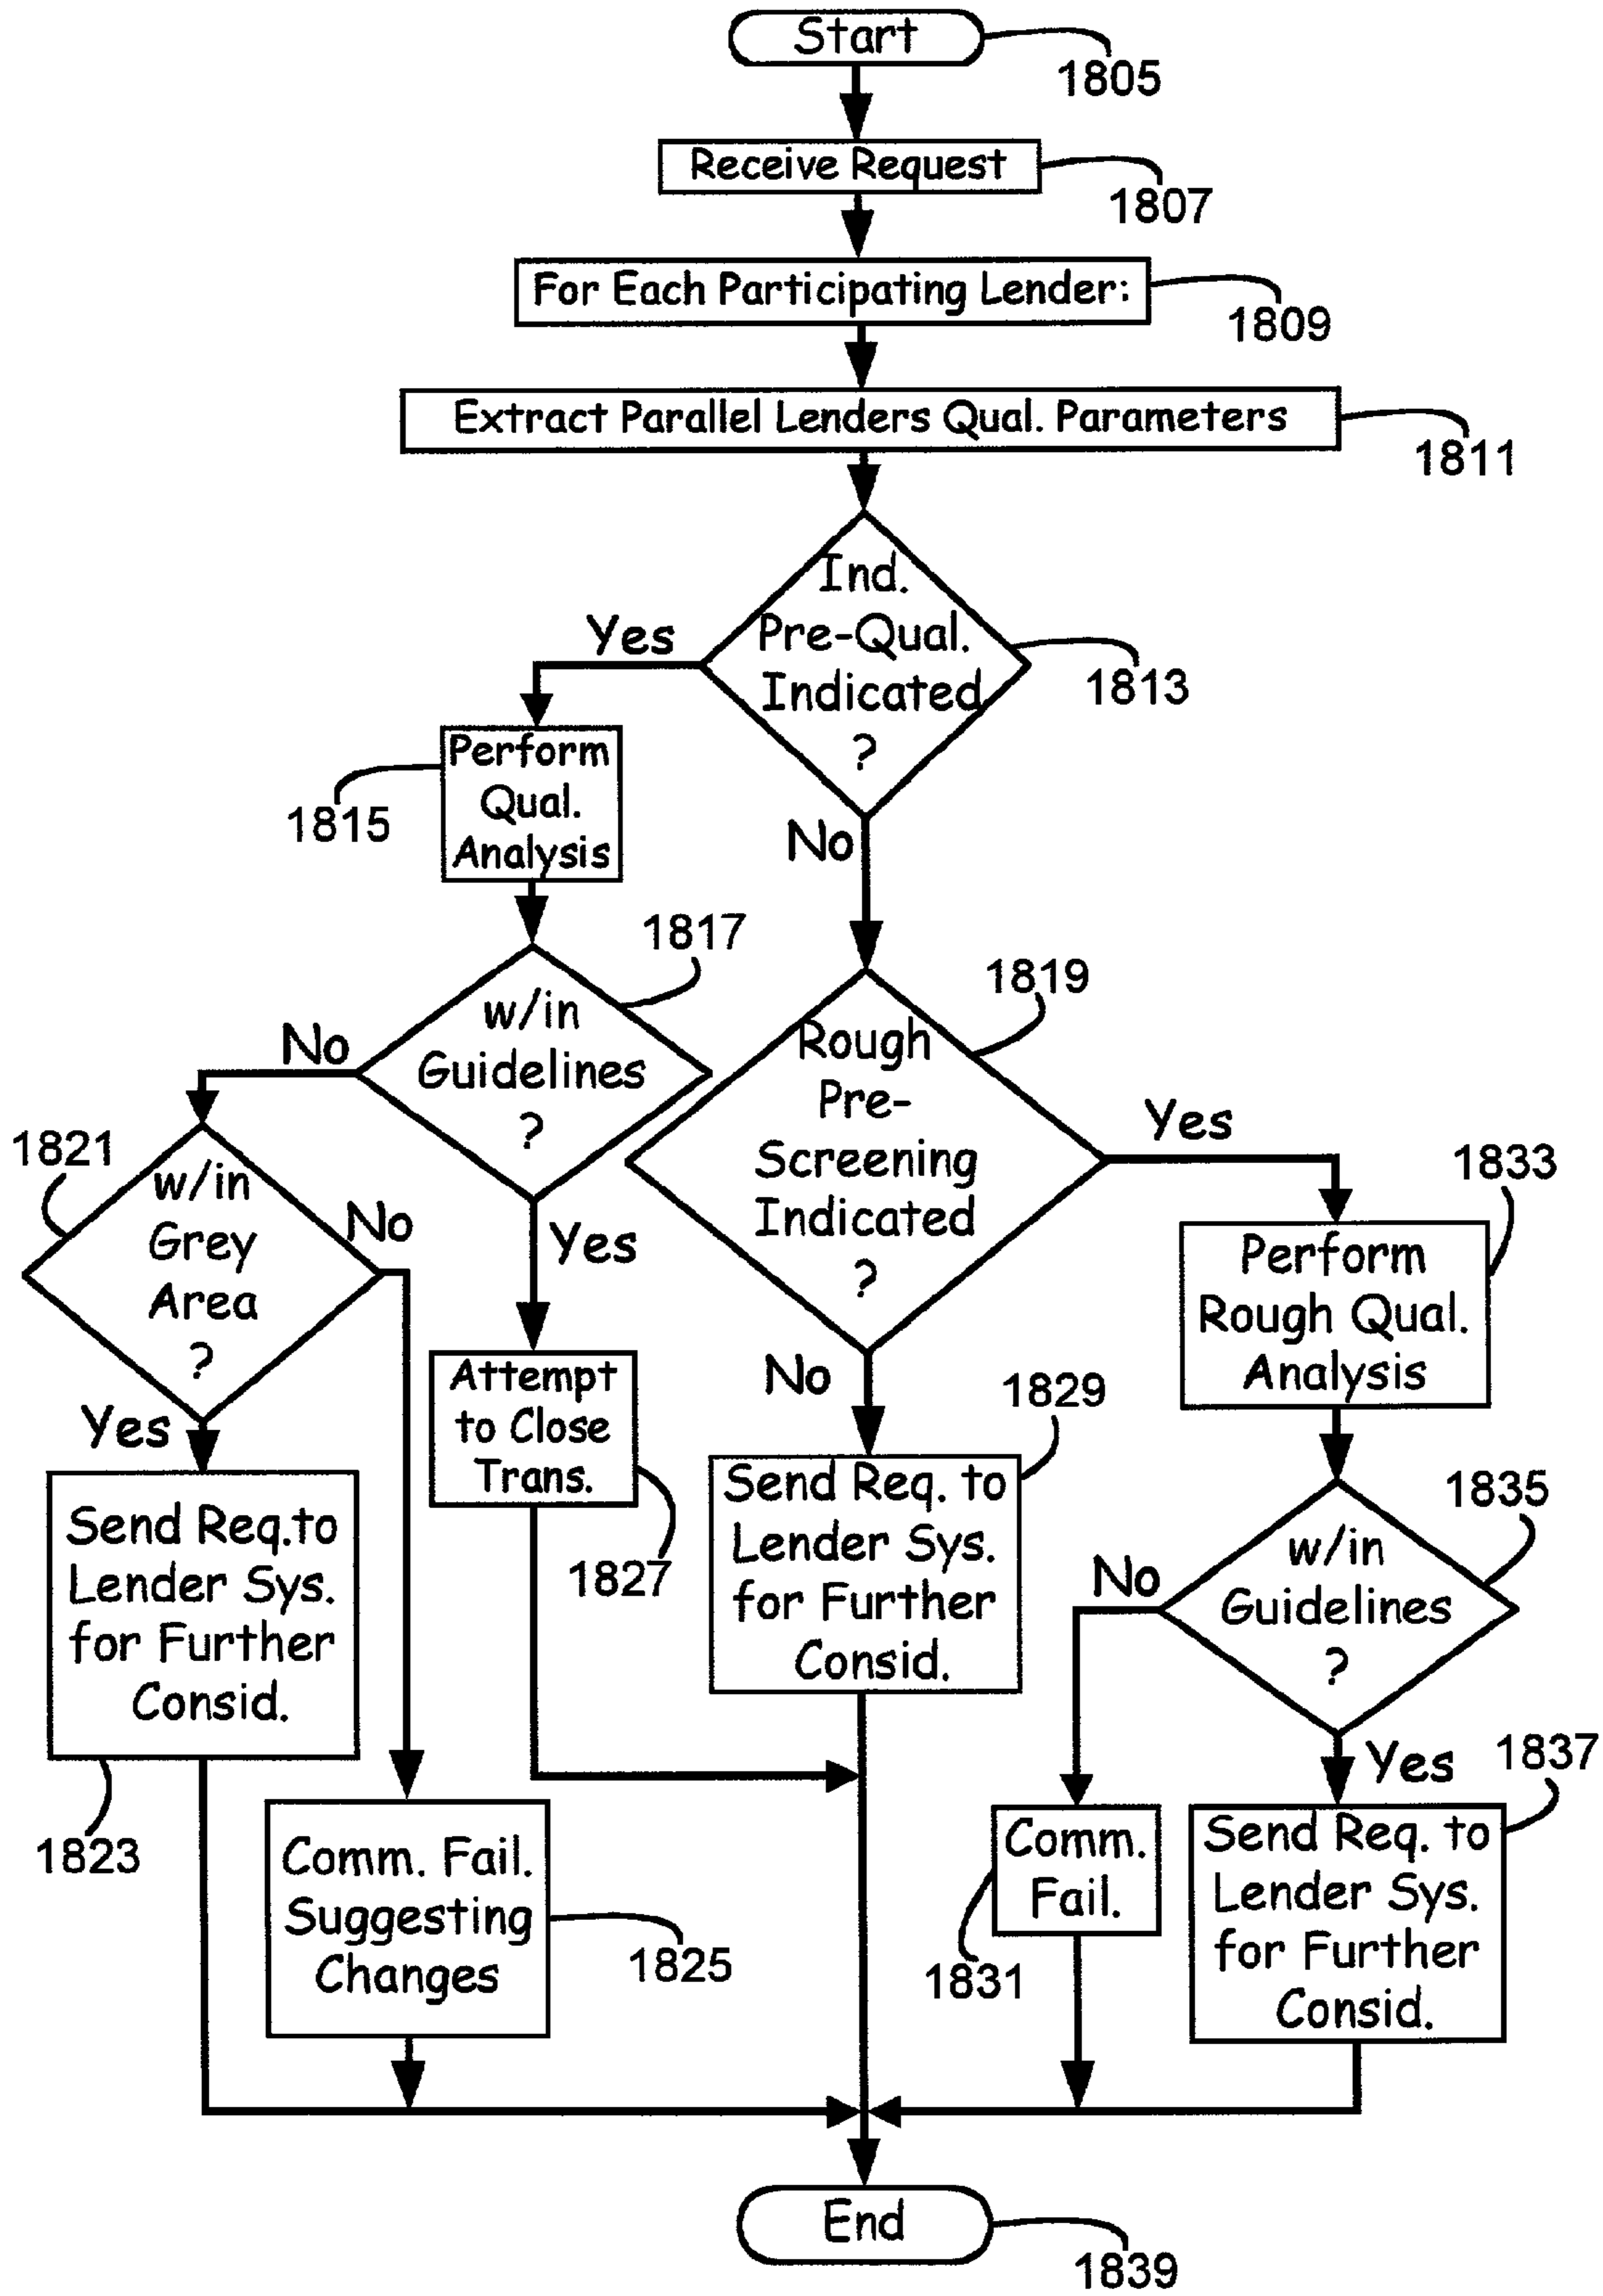 Start
1805
Receive Request
1807
For Each Participating Lender:
1809
Extract Parallel Lenders Qual. Parameters
1811
Ind.
Pre-Qual.
Indicated
?
1813
Yes
No
Perform
Qual.
Analysis
1815
w/in
Guidelines
?
1817
No
Yes
w/in
Grey
Area
?
1821
No
Yes
Rough
Pre-
Screening
Indicated
?
1819
Yes
No
Perform
Rough Qual.
Analysis
1833
Attempt
to Close
Trans.
1827
Send Req. to
Lender Sys.
for Further
Consid.
1829
w/in
Guidelines
?
1835
No
Yes
Send Req.to
Lender Sys.
for Further
Consid.
1823
Comm. Fail.
Suggesting
Changes
1825
Comm.
Fail.
1831
Send Req. to
Lender Sys.
for Further
Consid.
1837
End
1839